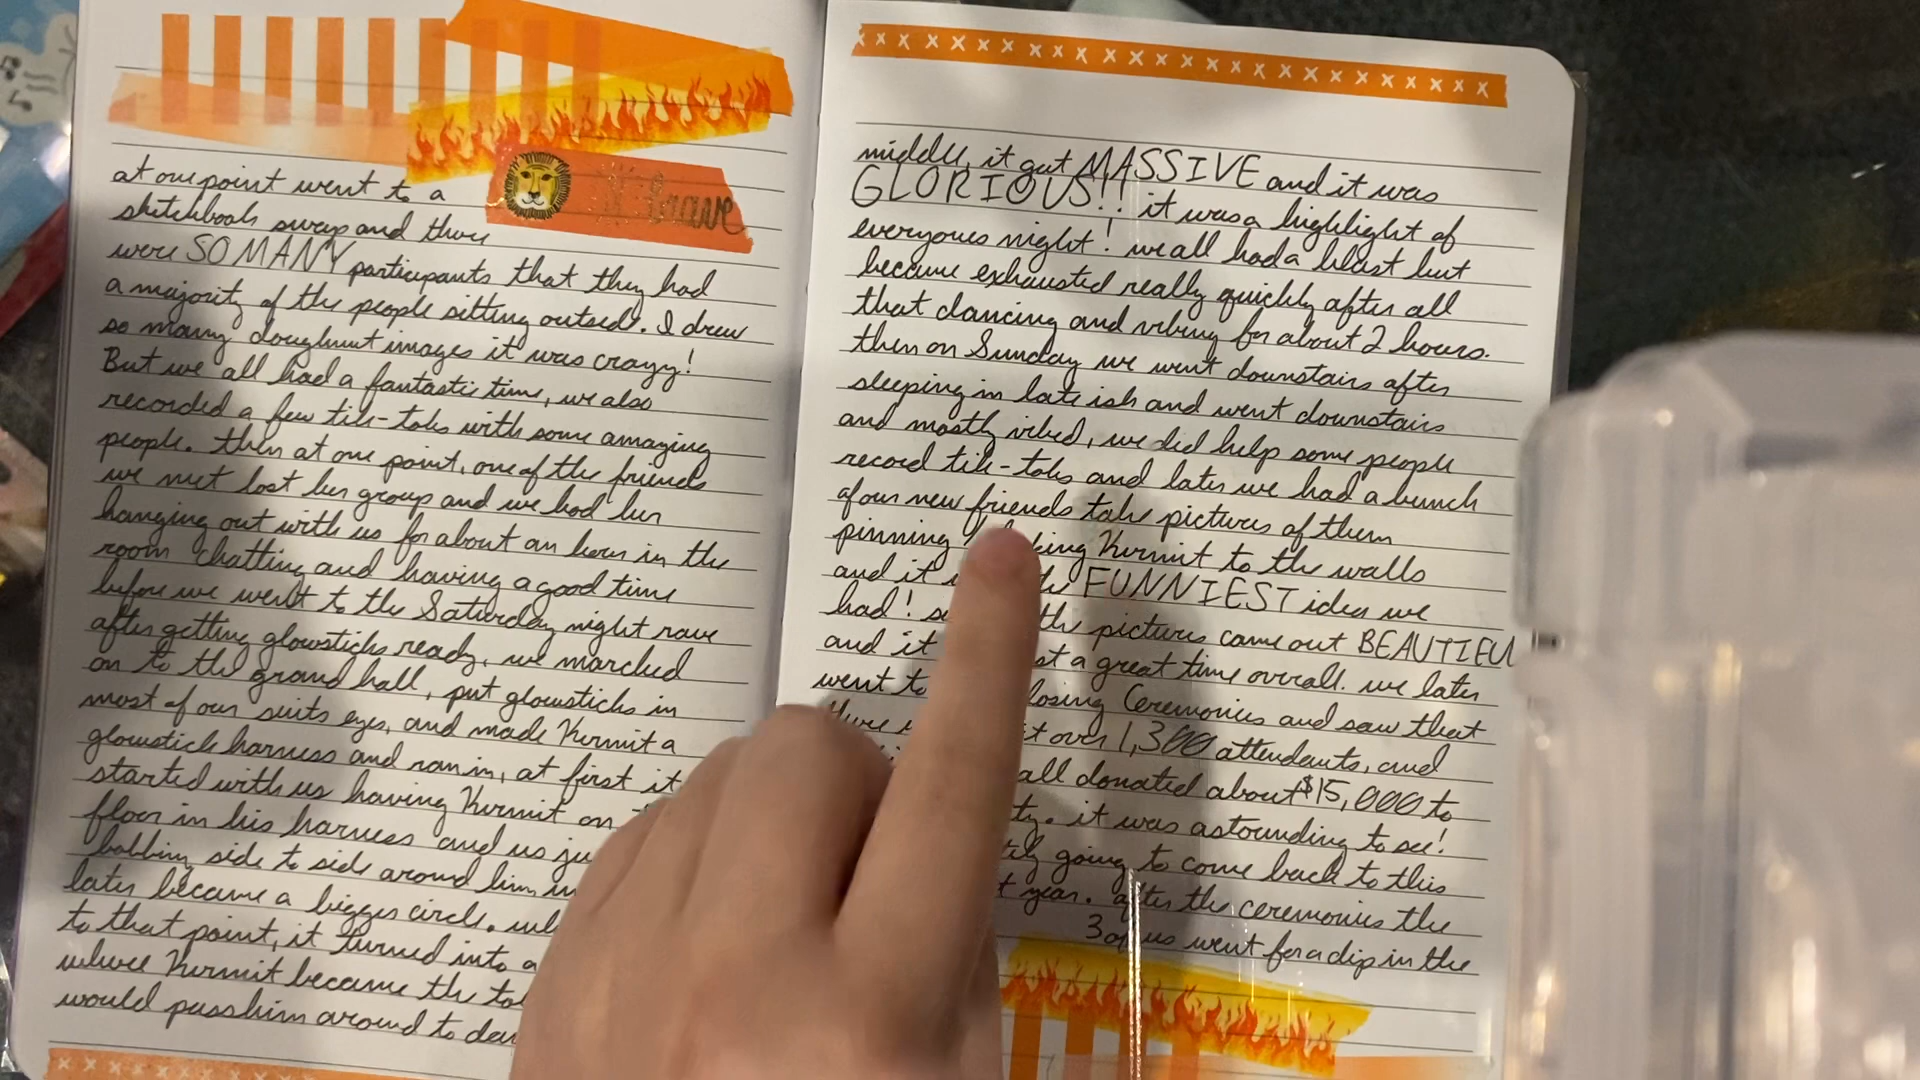 at one point went to a
sketchbook swap and there
were SO MANY participants that they had
a majority of the people sitting outside. I drew
so many doughnut images it was crazy!
But we all had a fantastic time, we also
recorded a few tik-toks with some amazing
people. then at one point, one of the friends
we met lost her group and we had her
hanging out with us for about an hour in the
room chatting and having a good time
before we went to the Saturday night rave
after getting glowsticks ready, we marched
on to the grand hall, put glowsticks in
most of our suits eyes, and made Kermit a
glowstick harness and ran in, at first it
started with us having Kermit on
floor in his harness and us
bobbing side to side around him
later became a bigger circle.
to that point, it turned into a
where Kermit became the
would pass him around to
brave
middle, it got MASSIVE and it was
GLORIOUS!! it was a highlight of
everyones night! we all had a blast but
became exhausted really quickly after all
that dancing and vibing for about 2 hours.
then on Sunday we went downstairs after
sleeping in late ish and went downstairs
and mostly vibed, we did help some people
record tik-toks and later we had a bunch
of our new friends take pictures of them
pinning Kermit to the walls
and it FUNNIEST idea we
had! pictures came out BEAUTIFUL
and it a great time overall. we later
went to Ceremonies and saw that
there over 1,300 attendants, and
all donated about $15,000 to
it was astounding to see!
going to come back to this
year. after the ceremonies the
3 of us went for a dip in the